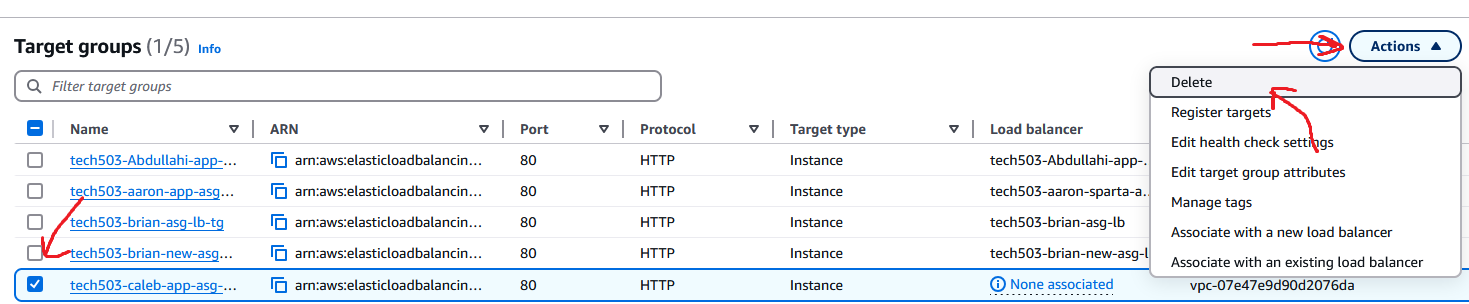 Target groups (1/5) Info
Actions
Filter target groups
Delete
Register targets
Edit health check settings
Edit target group attributes
Manage tags
Associate with a new load balancer
Associate with an existing load balancer
Name ARN Port Protocol Target type Load balancer
tech503-Abdullahi-app-... arn:aws:elasticloadbalancin... 80 HTTP Instance tech503-Abdullahi-app-...
tech503-aaron-app-asg... arn:aws:elasticloadbalancin... 80 HTTP Instance tech503-aaron-sparta-a...
tech503-brian-asg-lb-tg arn:aws:elasticloadbalancin... 80 HTTP Instance tech503-brian-asg-lb
tech503-brian-new-asg... arn:aws:elasticloadbalancin... 80 HTTP Instance tech503-brian-new-asg-l
tech503-caleb-app-asg-... arn:aws:elasticloadbalancin... 80 HTTP Instance None associated vpc-07e47e9d90d2076da